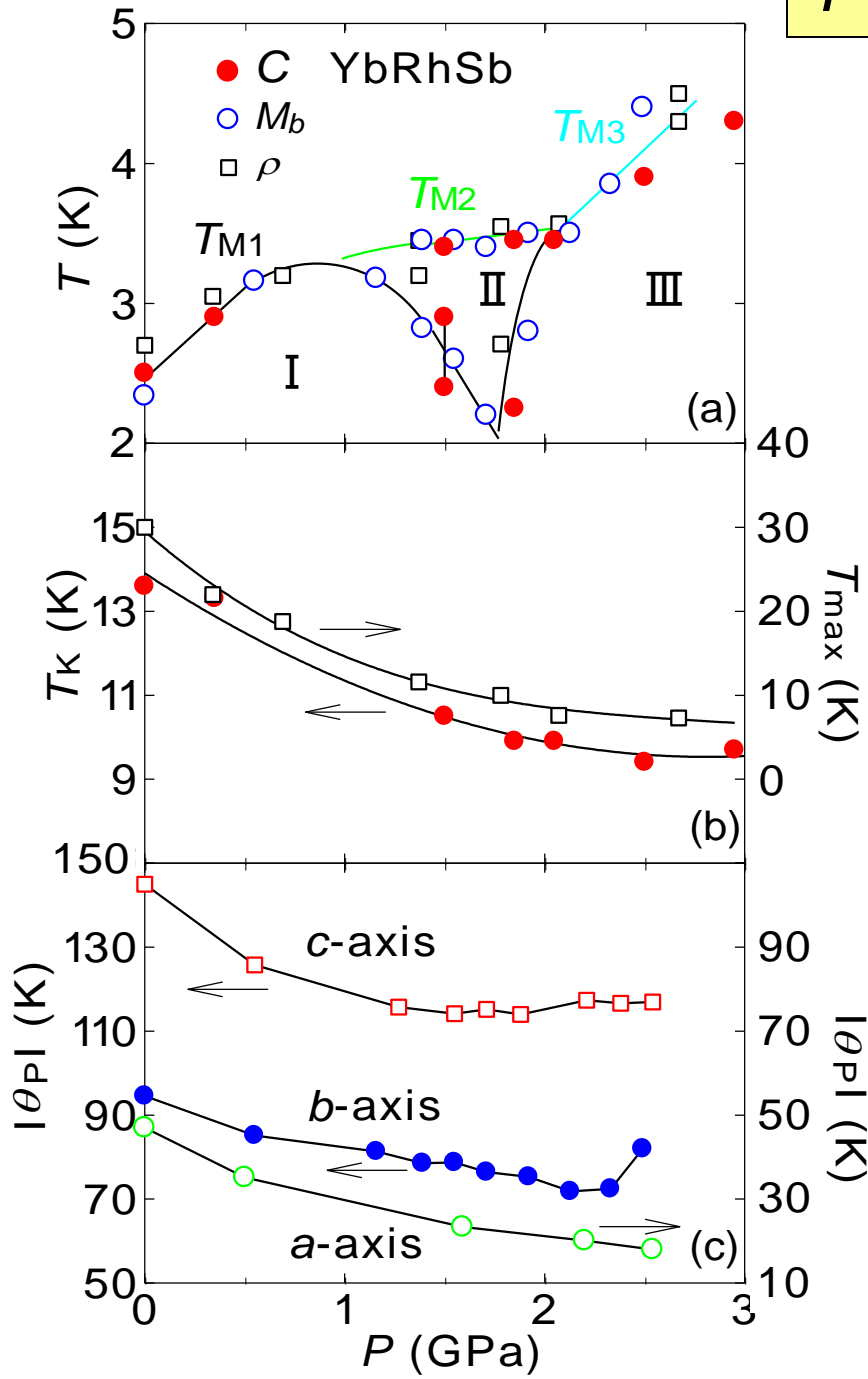 5
C YbRhSb
M_b
ρ
T_M3
T_M2
4
T (K)
T_M1
3
II
III
I
(a)
2
40
15
30
13
20
T_K (K)
T_max (K)
11
10
9
0
(b)
150
c-axis
130
90
110
70
|θ_P| (K)
|θ_P| (K)
b-axis
90
50
70
30
a-axis
(c)
50
10
0 1 2 3
P (GPa)